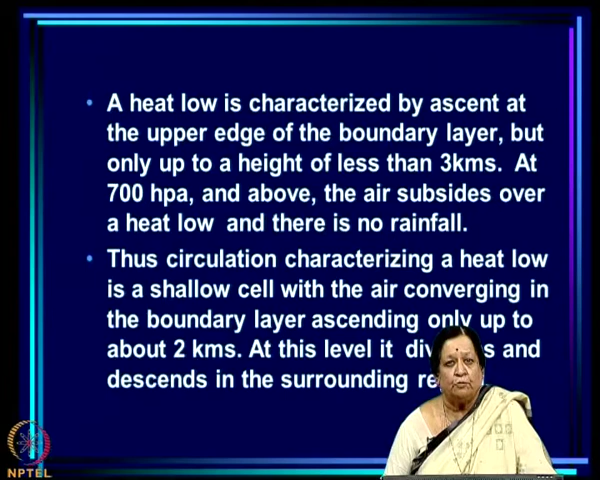 • A heat low is characterized by ascent at
the upper edge of the boundary layer, but
only up to a height of less than 3kms. At
700 hpa, and above, the air subsides over
a heat low and there is no rainfall.
• Thus circulation characterizing a heat low
is a shallow cell with the air converging in
the boundary layer ascending only up to
about 2 kms. At this level it and
descends in the surrounding
NPTEL